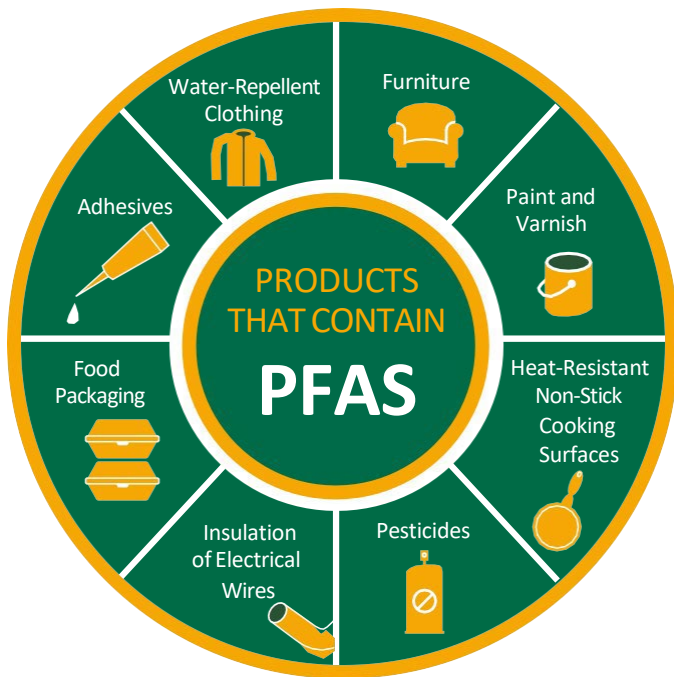 PRODUCTS
THAT CONTAIN
PFAS
Furniture
Paint and
Varnish
Heat-Resistant
Non-Stick
Cooking
Surfaces
Pesticides
Insulation
of Electrical
Wires
Food
Packaging
Adhesives
Water-Repellent
Clothing